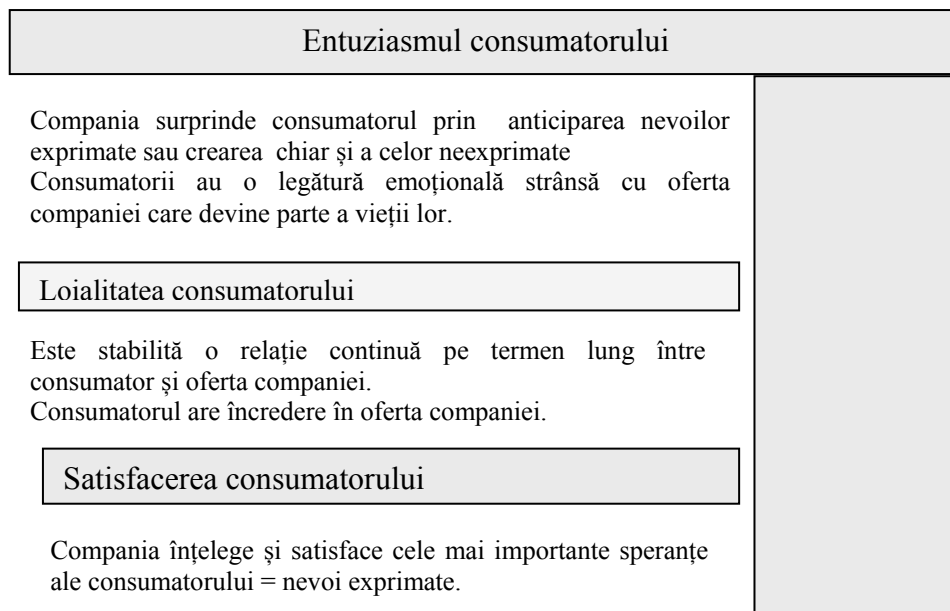 Entuziasmul consumatorului
Compania surprinde consumatorul prin anticiparea nevoilor
exprimate sau crearea chiar și a celor neexprimate
Consumatorii au o legătură emoțională strânsă cu oferta
companiei care devine parte a vieții lor.
Loialitatea consumatorului
Este stabilită o relație continuă pe termen lung între
consumator și oferta companiei.
Consumatorul are încredere în oferta companiei.
Satisfacerea consumatorului
Compania înțelege și satisface cele mai importante speranțe
ale consumatorului = nevoi exprimate.